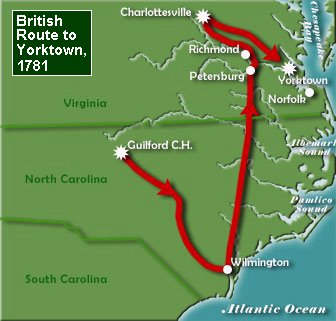 British
Route to
Yorktown,
1781
Charlottesville
Chesapeake
Bay
Richmond
Petersburg
Yorktown
Norfolk
Virginia
Guilford C.H.
Albemarle
Sound
North Carolina
Pamlico
Sound
Wilmington
South Carolina
Atlantic Ocean